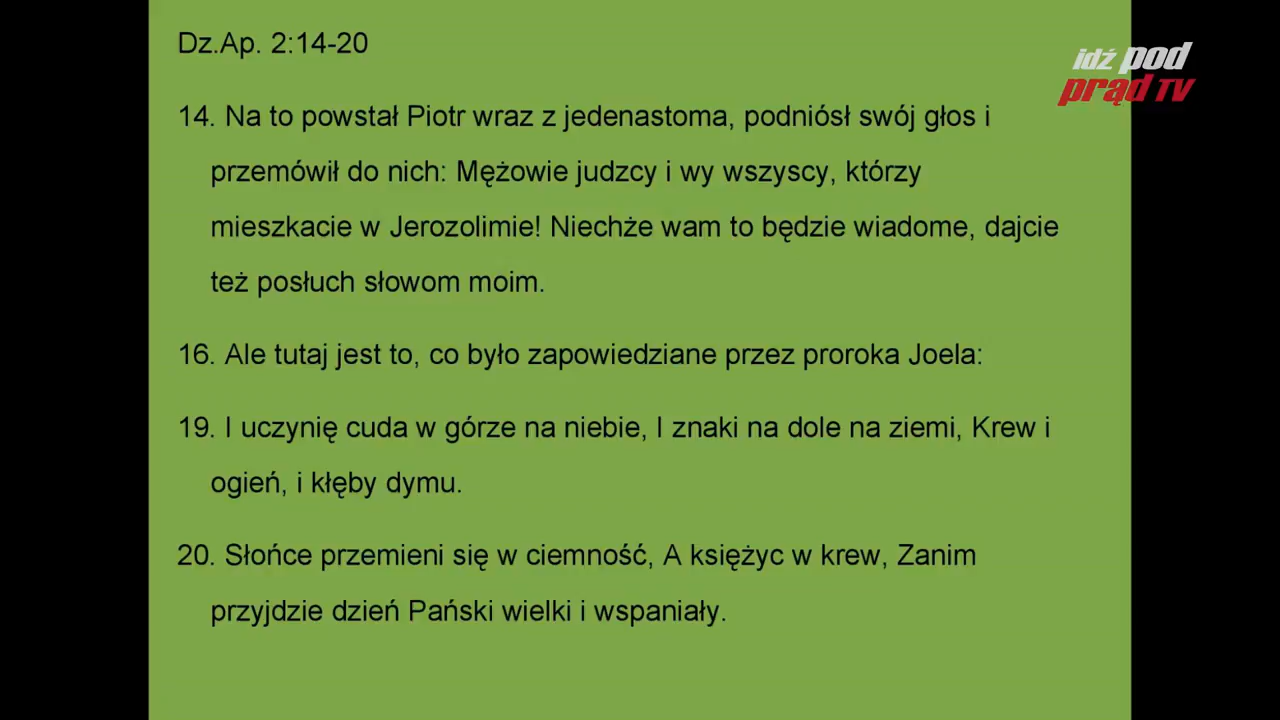 Dz.Ap. 2:14-20
idź pod
prąd TV
14. Na to powstał Piotr wraz z jedenastoma, podniósł swój głos i
przemówił do nich: Mężowie judzcy i wy wszyscy, którzy
mieszkacie w Jerozolimie! Niechże wam to będzie wiadome, dajcie
też posłuch słowom moim.
16. Ale tutaj jest to, co było zapowiedziane przez proroka Joela:
19. I uczynię cuda w górze na niebie, I znaki na dole na ziemi, Krew i
ogień, i kłęby dymu.
20. Słońce przemieni się w ciemność, A księżyc w krew, Zanim
przyjdzie dzień Pański wielki i wspaniały.